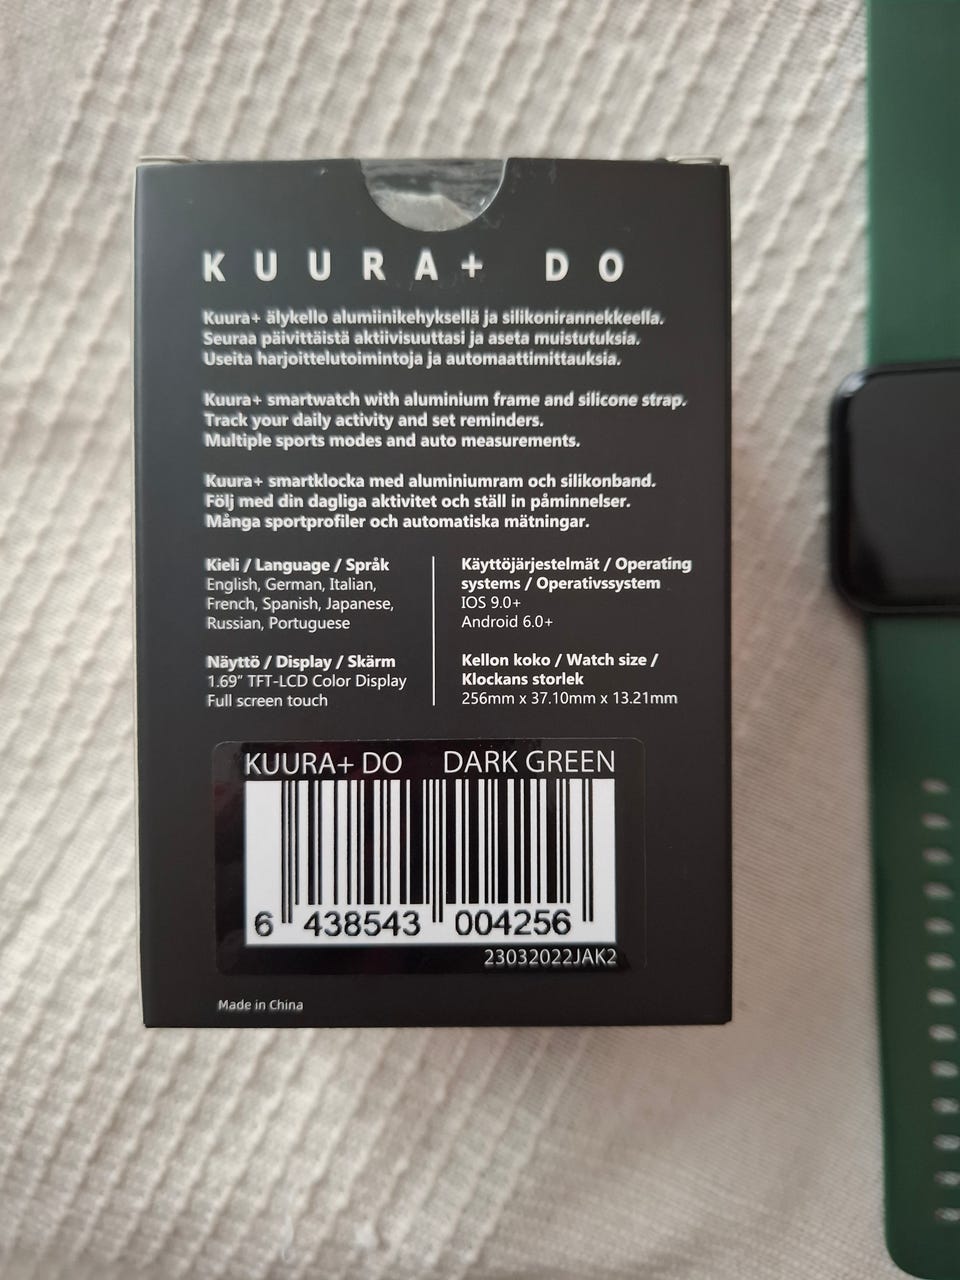 KUURA+ DO
Kuura+ älykello alumiinikehyksellä ja silikonirannekkeella.
Seuraa päivittäistä aktiivisuuttasi ja aseta muistutuksia.
Useita harjoittelutoimintoja ja automaattimittauksia.
Kuura+ smartwatch with aluminium frame and silicone strap.
Track your daily activity and set reminders.
Multiple sports modes and auto measurements.
Kuura+ smartklocka med aluminiumram och silikonband.
Följ med din dagliga aktivitet och ställ in påminnelser.
Många sportprofiler och automatiska mätningar.
Kieli / Language / Språk
English, German, Italian,
French, Spanish, Japanese,
Russian, Portuguese
Näyttö / Display / Skärm
1.69" TFT-LCD Color Display
Full screen touch
Käyttöjärjestelmät / Operating
systems / Operativssystem
IOS 9.0+
Android 6.0+
Kellon koko / Watch size /
Klockans storlek
256mm x 37.10mm x 13.21mm
KUURA+ DO DARK GREEN
6 438543 004256
23032022JAK2
Made in China